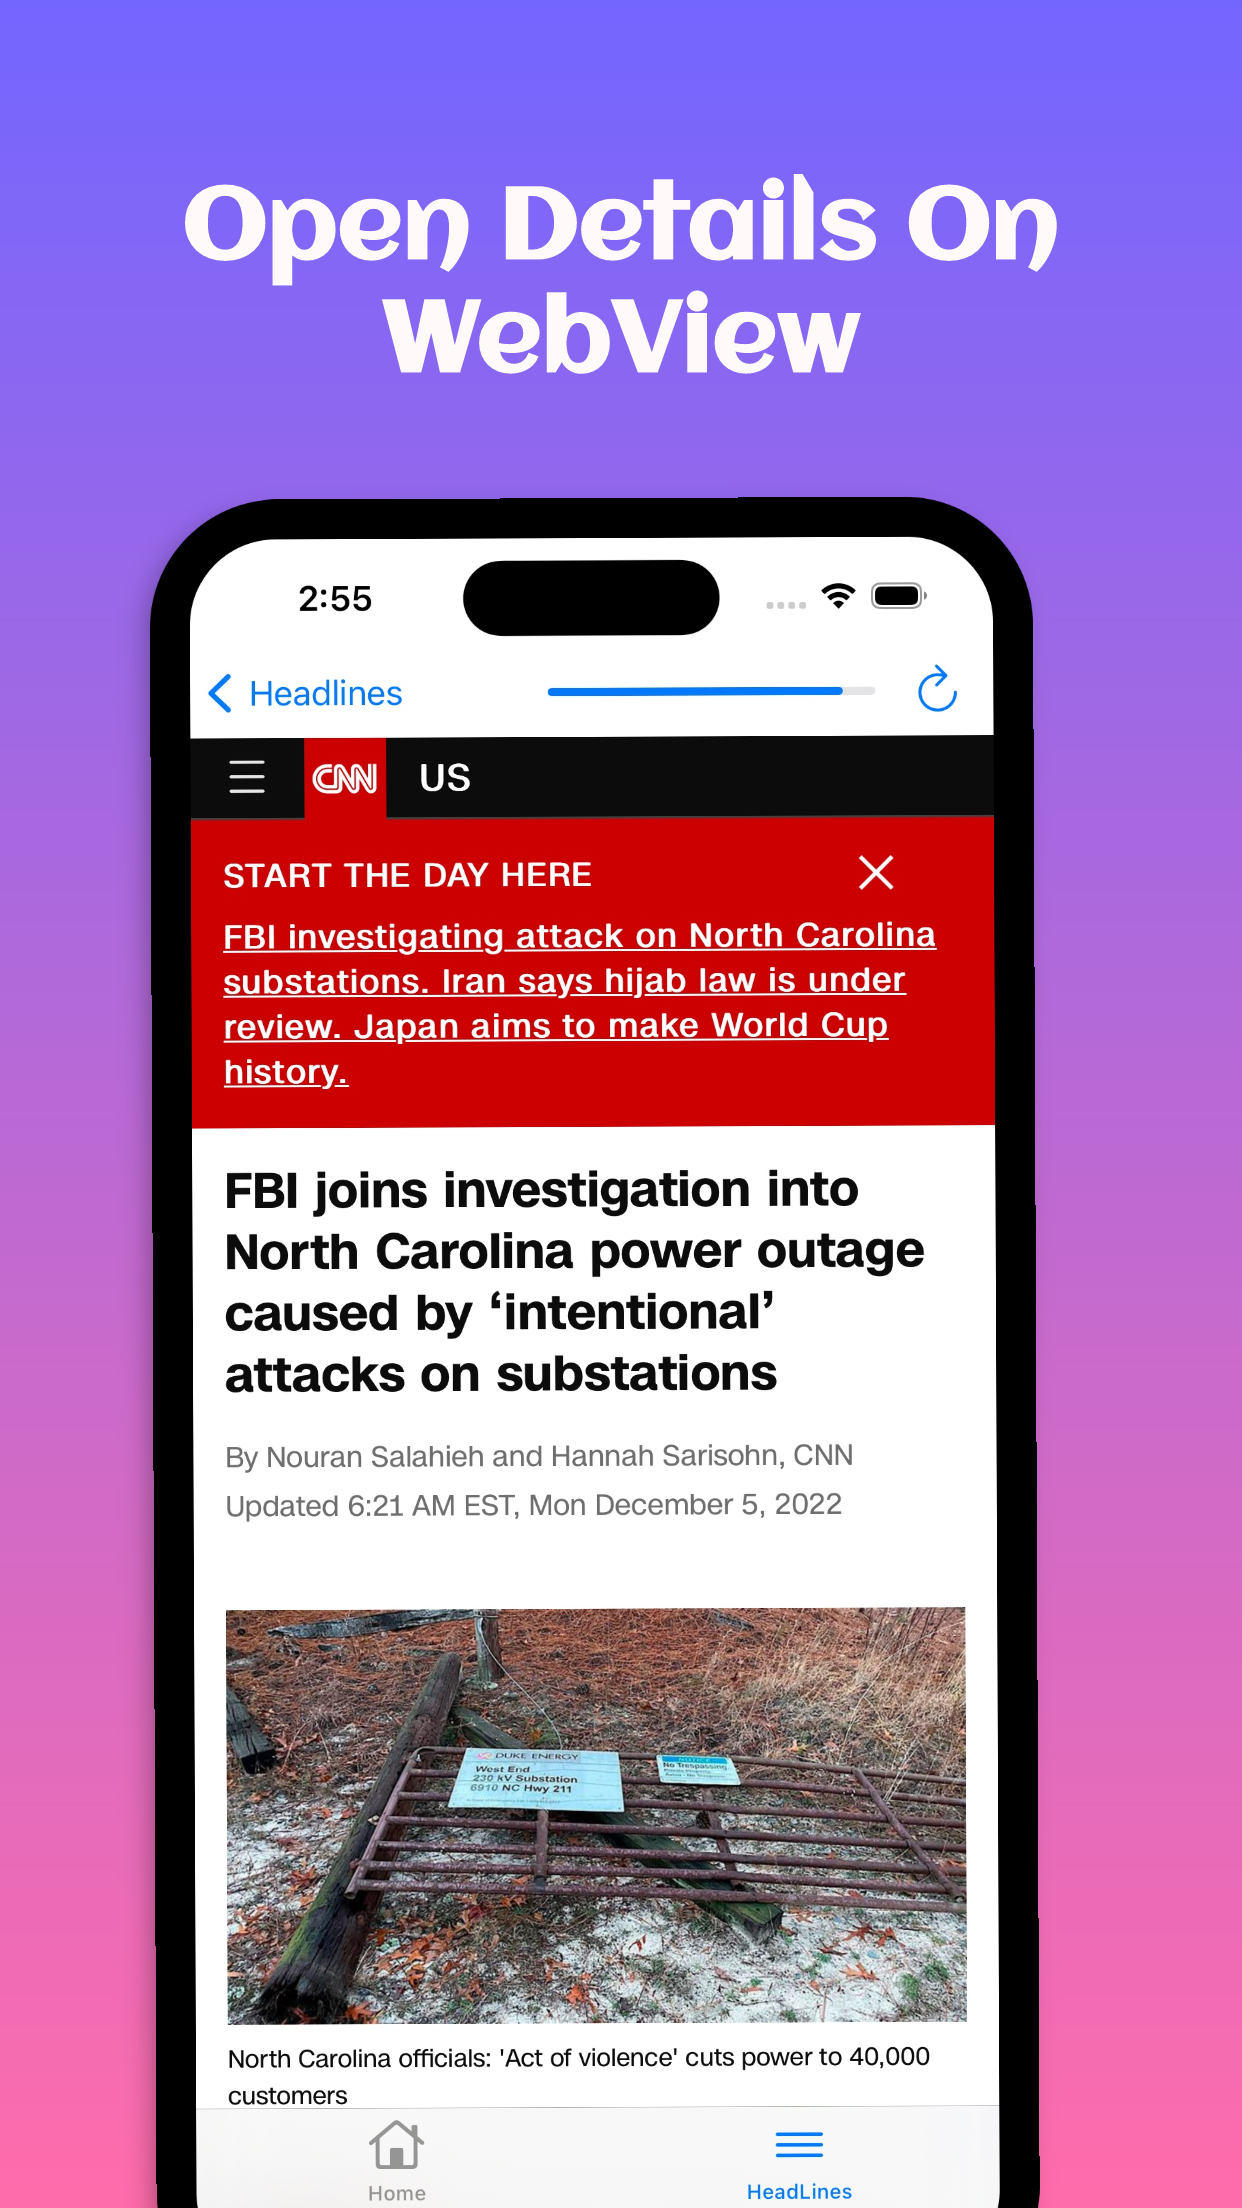 Open Details On
WebView
2:55
Headlines
CNN US
START THE DAY HERE
FBI investigating attack on North Carolina
substations. Iran says hijab law is under
review. Japan aims to make World Cup
history.
FBI joins investigation into
North Carolina power outage
caused by ‘intentional’
attacks on substations
By Nouran Salahieh and Hannah Sarisohn, CNN
Updated 6:21 AM EST, Mon December 5, 2022
DUKE ENERGY
West End
230 kV Substation
6910 NC Hwy 211
NOTICE
No Trespassing
North Carolina officials: 'Act of violence' cuts power to 40,000
customers
Home
HeadLines